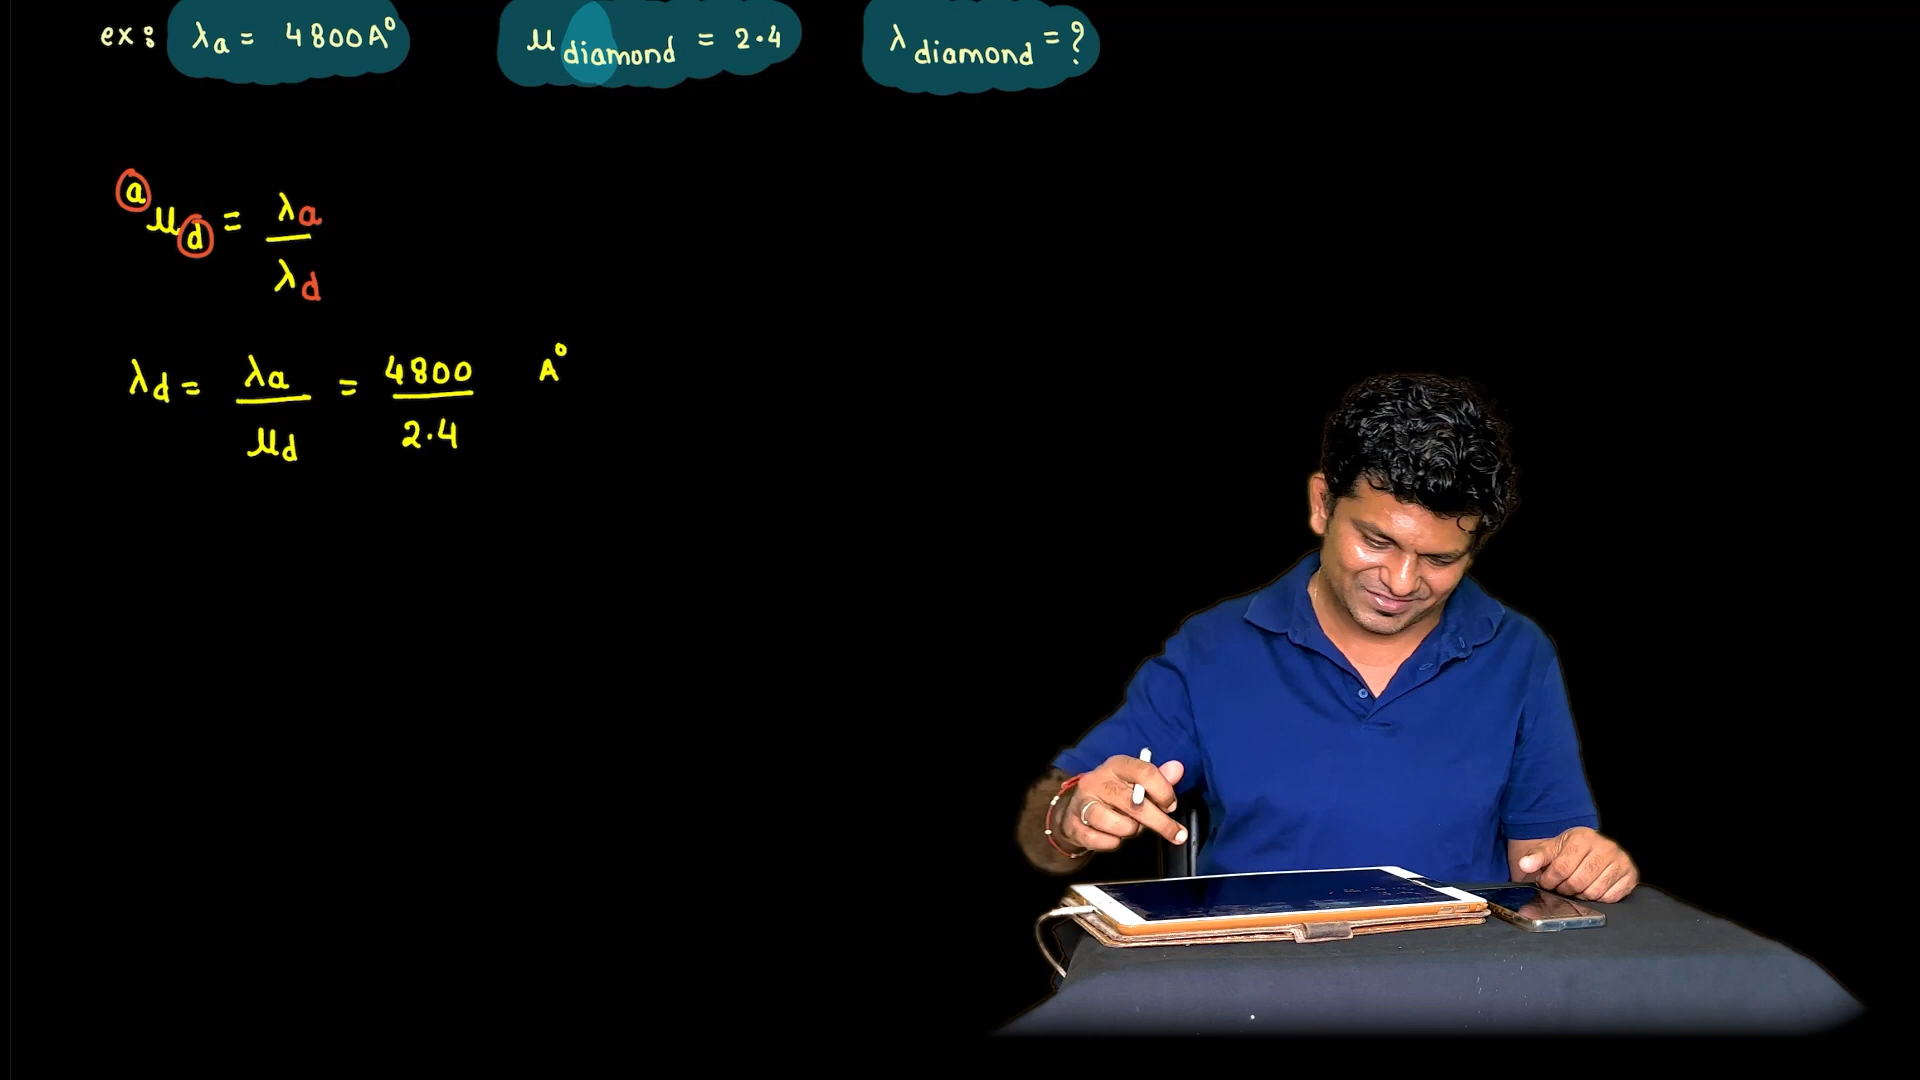 ex: λa = 4800A° μ diamond = 2.4 λ diamond = ?
a μ d = λa / λd
λd = λa / μd = 4800 / 2.4 A°